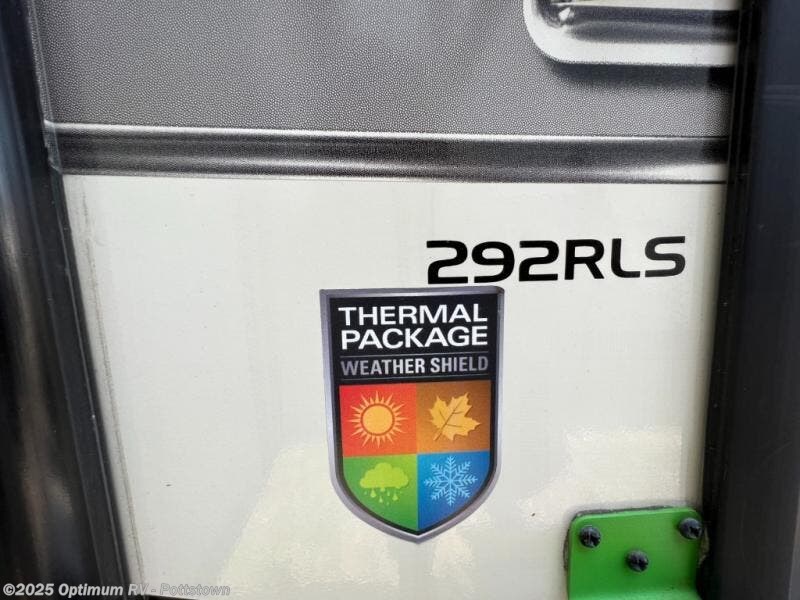 292RLS
THERMAL
PACKAGE
WEATHER SHIELD
©2025 Optimum RV - Pottstown